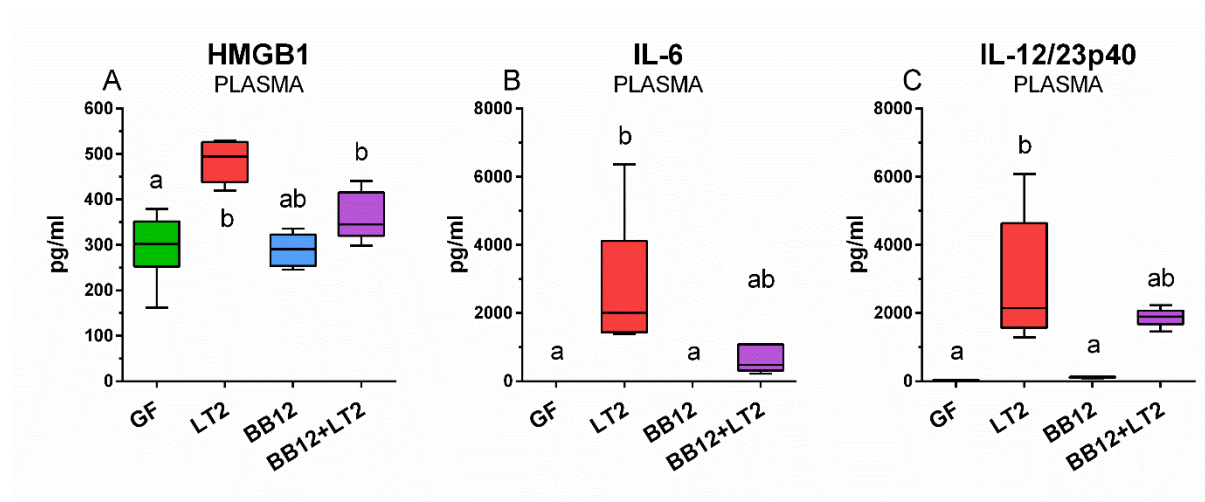 HMGB1
A PLASMA
600
500
400
300
200
100
0
pg/ml
a
b
ab
b
GF
LT2
BB12
BB12+LT2
IL-6
B PLASMA
8000
6000
4000
2000
0
pg/ml
a
b
a
ab
GF
LT2
BB12
BB12+LT2
IL-12/23p40
C PLASMA
8000
6000
4000
2000
0
pg/ml
a
b
a
ab
GF
LT2
BB12
BB12+LT2